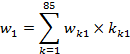 w₁ = ∑_{k=1}^{85} w_{k1} × k_{k1}